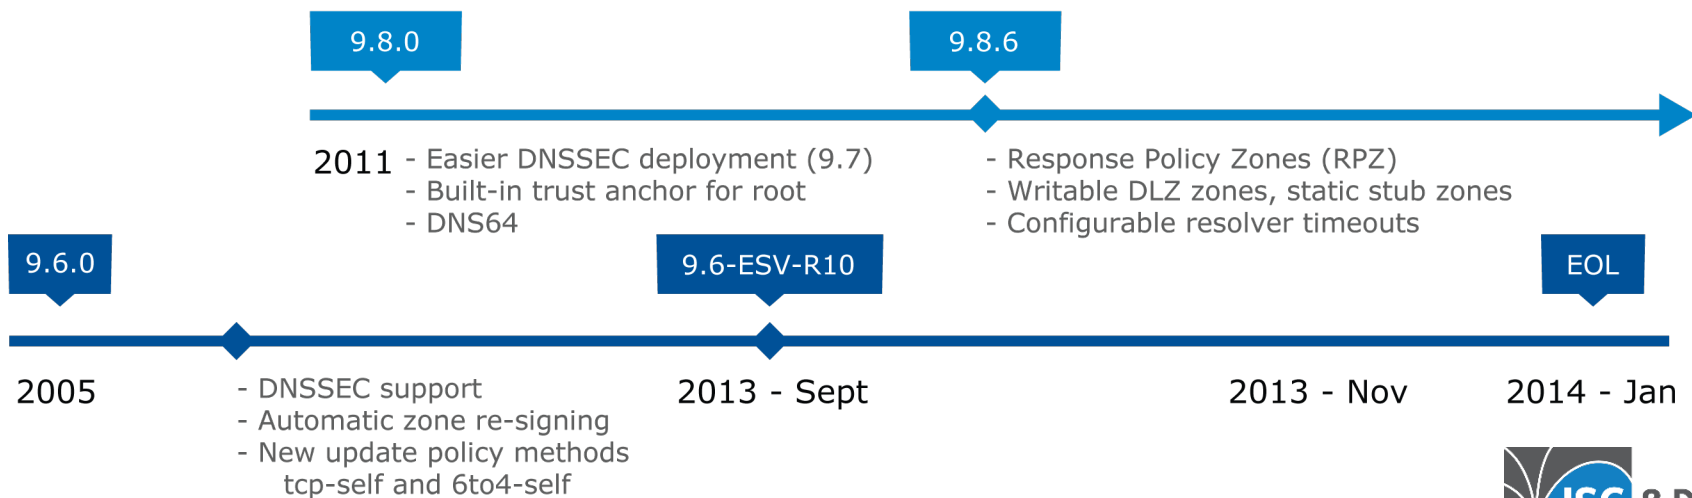 9.8.0
9.8.6
2011
- Easier DNSSEC deployment (9.7)
- Built-in trust anchor for root
- DNS64
- Response Policy Zones (RPZ)
- Writable DLZ zones, static stub zones
- Configurable resolver timeouts
9.6.0
9.6-ESV-R10
EOL
2005
- DNSSEC support
- Automatic zone re-signing
- New update policy methods
tcp-self and 6to4-self
2013 - Sept
2013 - Nov
2014 - Jan